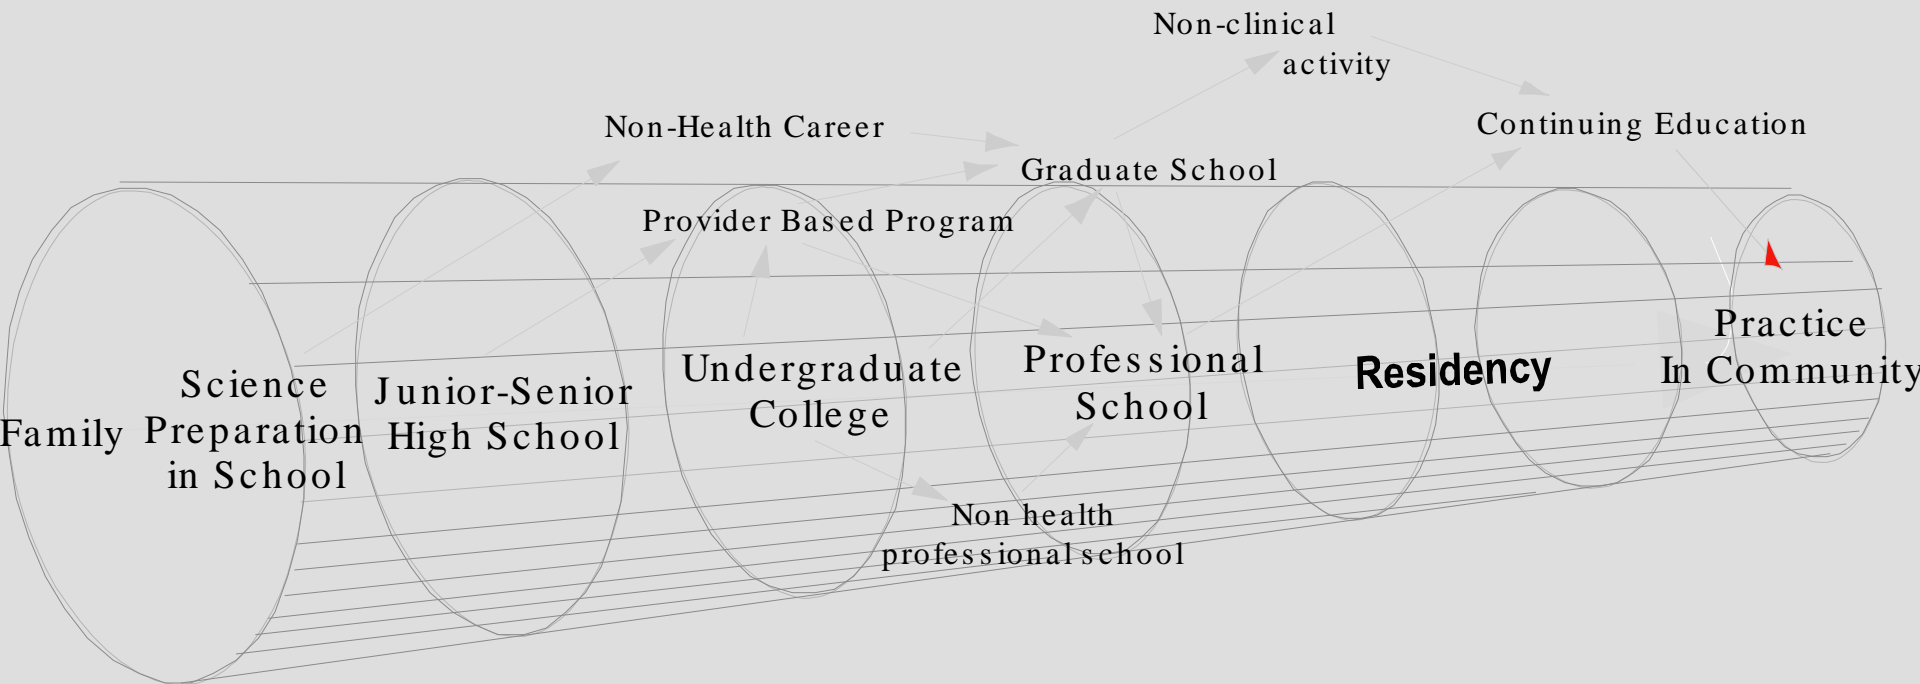 Non-clinical
activity
Non-Health Career
Continuing Education
Graduate School
Provider Based Program
Family
Science
Preparation
in School
Junior-Senior
High School
Undergraduate
College
Professional
School
Residency
Practice
In Community
Non health
professional school